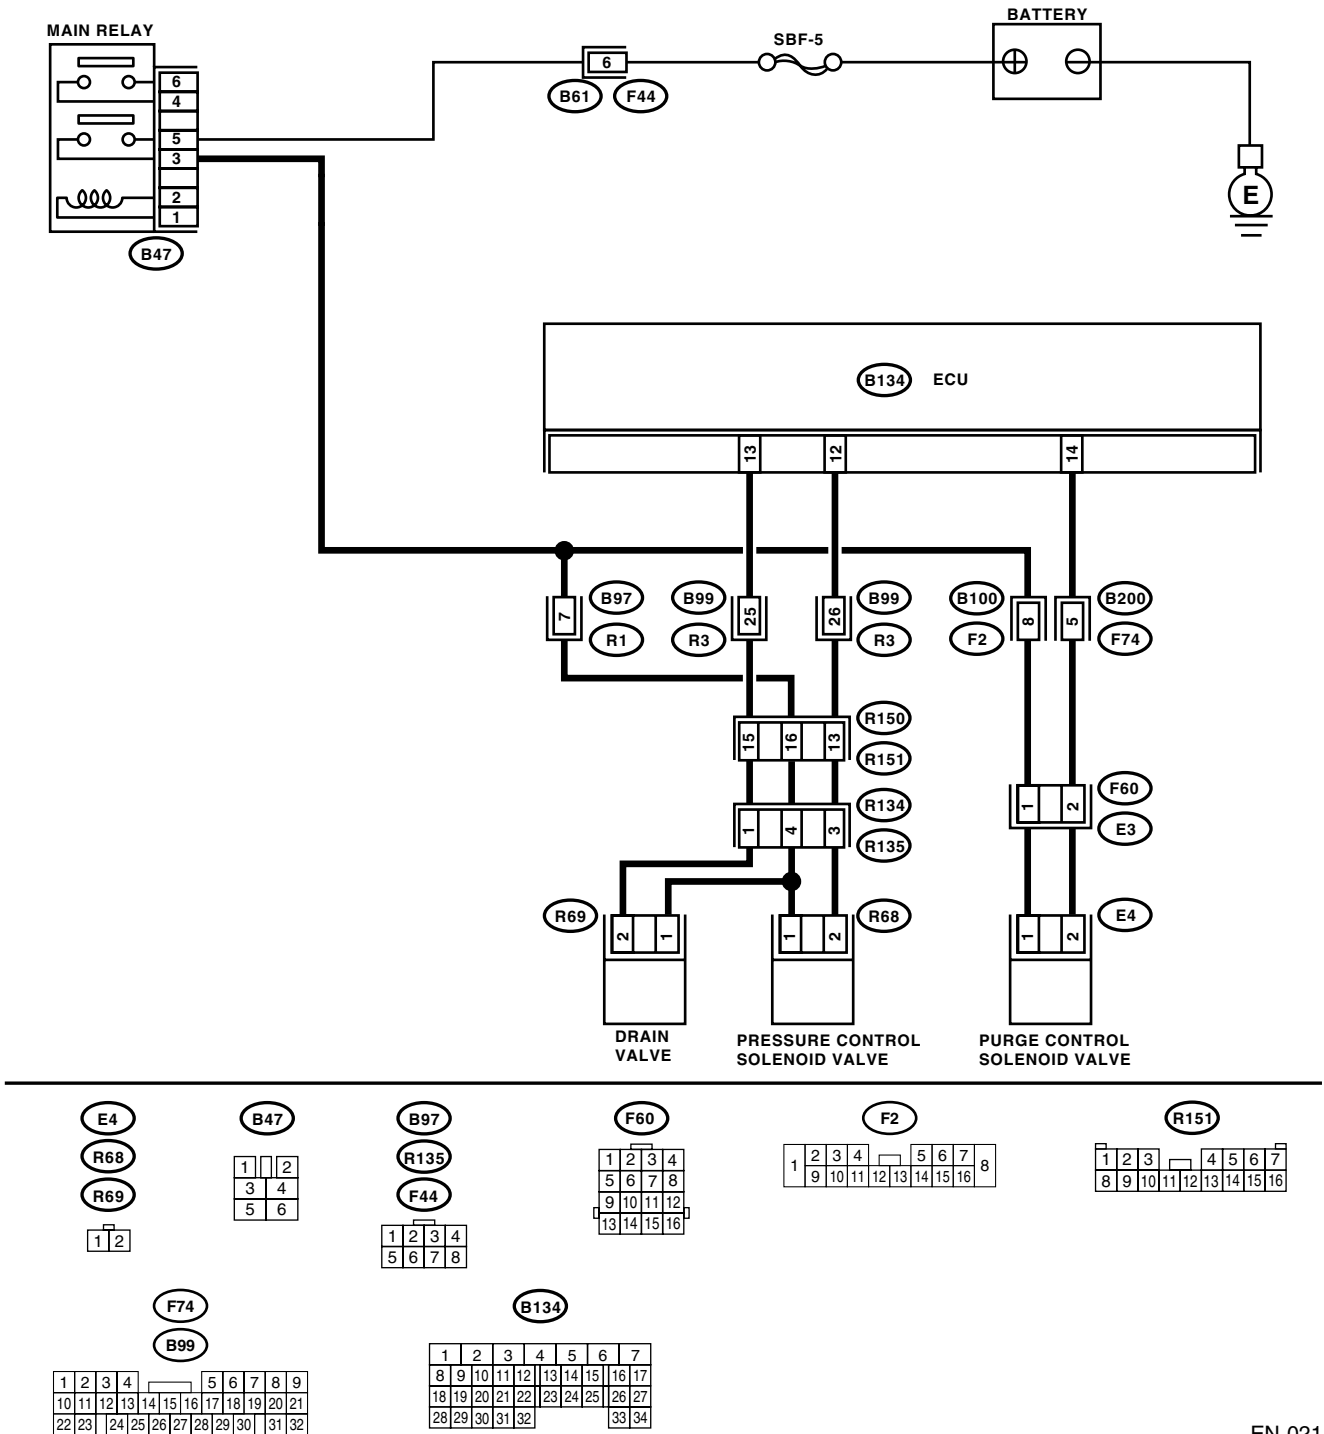 BATTERY
MAIN RELAY
SBF-5
6
B61 F44
6
4
5
3
2
1
B47
E
B134 ECU
13 12 14
7 B97 R1
B99 R3 25
26 B99 R3
B100 F2 8
5 B200 F74
15 16 13
R150
R151
1 4 3
R134
R135
1 2
F60
E3
R69 2 1
1 2 R68
1 2 E4
DRAIN
VALVE
PRESSURE CONTROL
SOLENOID VALVE
PURGE CONTROL
SOLENOID VALVE
E4
R68
R69
1 2
B47
1 2
3 4
5 6
B97
R135
F44
1 2 3 4
5 6 7 8
F60
1 2 3 4
5 6 7 8
9 10 11 12
13 14 15 16
F2
1 2 3 4 5 6 7 8
9 10 11 12 13 14 15 16
R151
1 2 3 4 5 6 7
8 9 10 11 12 13 14 15 16
F74
B99
1 2 3 4 5 6 7 8 9
10 11 12 13 14 15 16 17 18 19 20 21
22 23 24 25 26 27 28 29 30 31 32
B134
1 2 3 4 5 6 7
8 9 10 11 12 13 14 15 16 17
18 19 20 21 22 23 24 25 26 27
28 29 30 31 32 33 34
EN-021